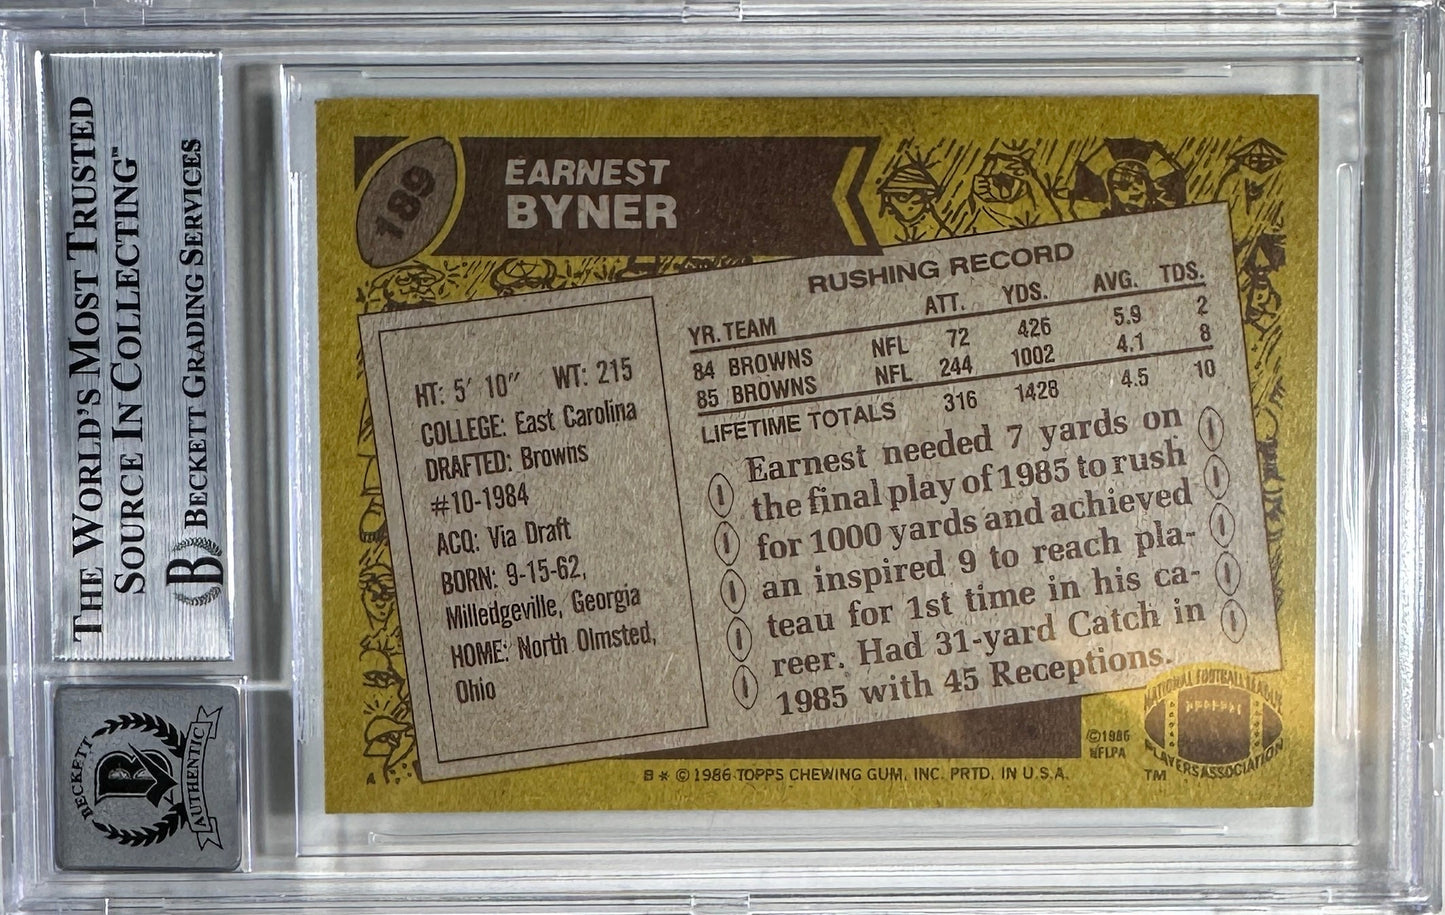 THE WORLD'S MOST TRUSTED
SOURCE IN COLLECTING™
BECKETT GRADING SERVICES
B
BECKETT
B
AUTHENTIC
189
EARNEST
BYNER
HT: 5' 10" WT: 215
COLLEGE: East Carolina
DRAFTED: Browns
#10-1984
ACQ: Via Draft
BORN: 9-15-62,
Milledgeville, Georgia
HOME: North Olmsted,
Ohio
RUSHING RECORD
YR. TEAM ATT. YDS. AVG. TDS.
84 BROWNS NFL 72 426 5.9 2
85 BROWNS NFL 244 1002 4.1 8
LIFETIME TOTALS 316 1428 4.5 10
Earnest needed 7 yards on
the final play of 1985 to rush
for 1000 yards and achieved
an inspired 9 to reach pla-
teau for 1st time in his ca-
reer. Had 31-yard Catch in
1985 with 45 Receptions.
©1986
NFLPA
NATIONAL FOOTBALL LEAGUE
PLAYERS ASSOCIATION
TM
B * © 1986 TOPPS CHEWING GUM, INC. PRTD. IN U.S.A.